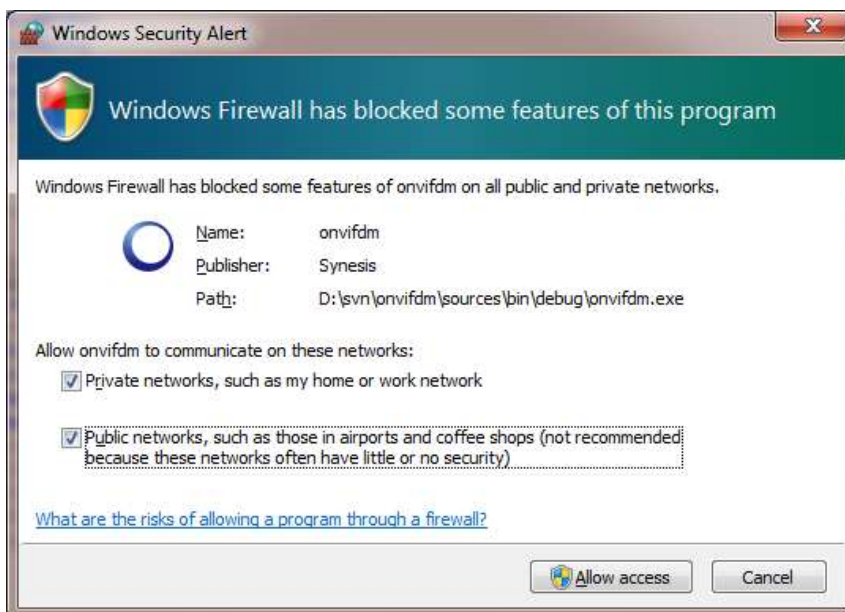 Windows Security Alert
Windows Firewall has blocked some features of this program
Windows Firewall has blocked some features of onvifdm on all public and private networks.
Name: onvifdm
Publisher: Synesis
Path: D:\svn\onvifdm\sources\bin\debug\onvifdm.exe
Allow onvifdm to communicate on these networks:
Private networks, such as my home or work network
Public networks, such as those in airports and coffee shops (not recommended
because these networks often have little or no security)
What are the risks of allowing a program through a firewall?
Allow access Cancel